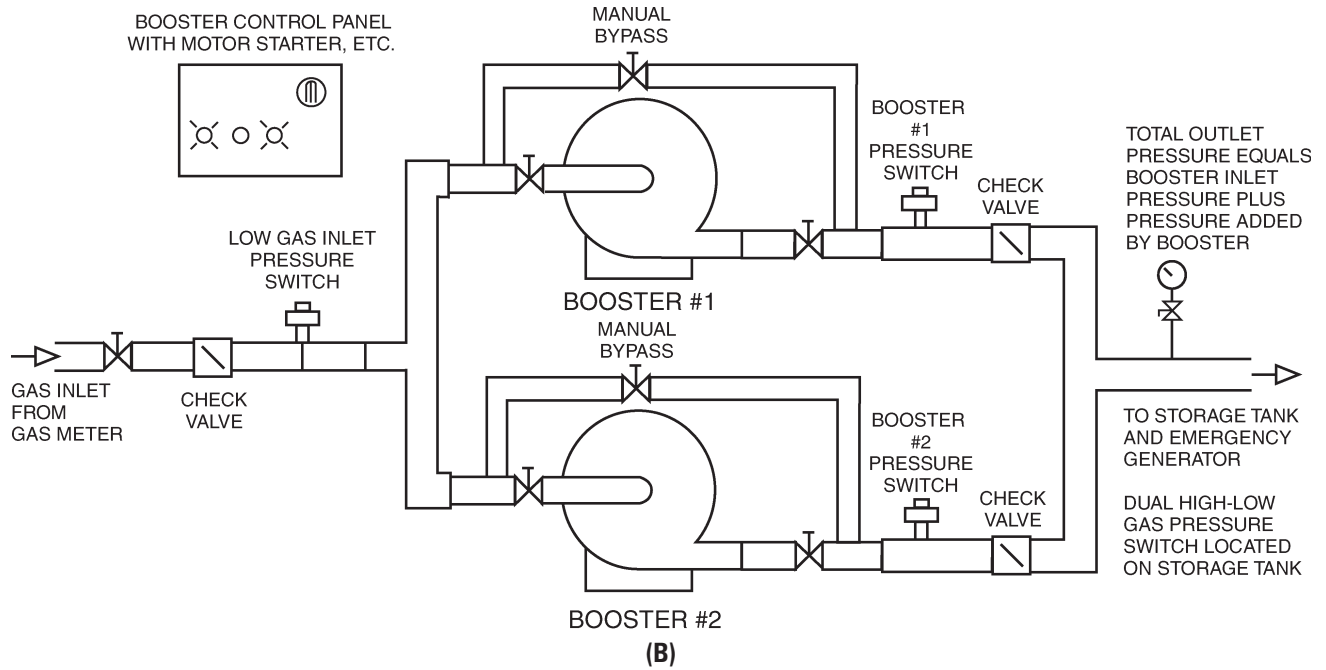 BOOSTER CONTROL PANEL
WITH MOTOR STARTER, ETC.
MANUAL
BYPASS
BOOSTER
#1
PRESSURE
SWITCH
CHECK
VALVE
TOTAL OUTLET
PRESSURE EQUALS
BOOSTER INLET
PRESSURE PLUS
PRESSURE ADDED
BY BOOSTER
LOW GAS INLET
PRESSURE
SWITCH
BOOSTER #1
MANUAL
BYPASS
GAS INLET
FROM
GAS METER
CHECK
VALVE
BOOSTER
#2
PRESSURE
SWITCH
CHECK
VALVE
TO STORAGE TANK
AND EMERGENCY
GENERATOR
DUAL HIGH-LOW
GAS PRESSURE
SWITCH LOCATED
ON STORAGE TANK
BOOSTER #2
(B)